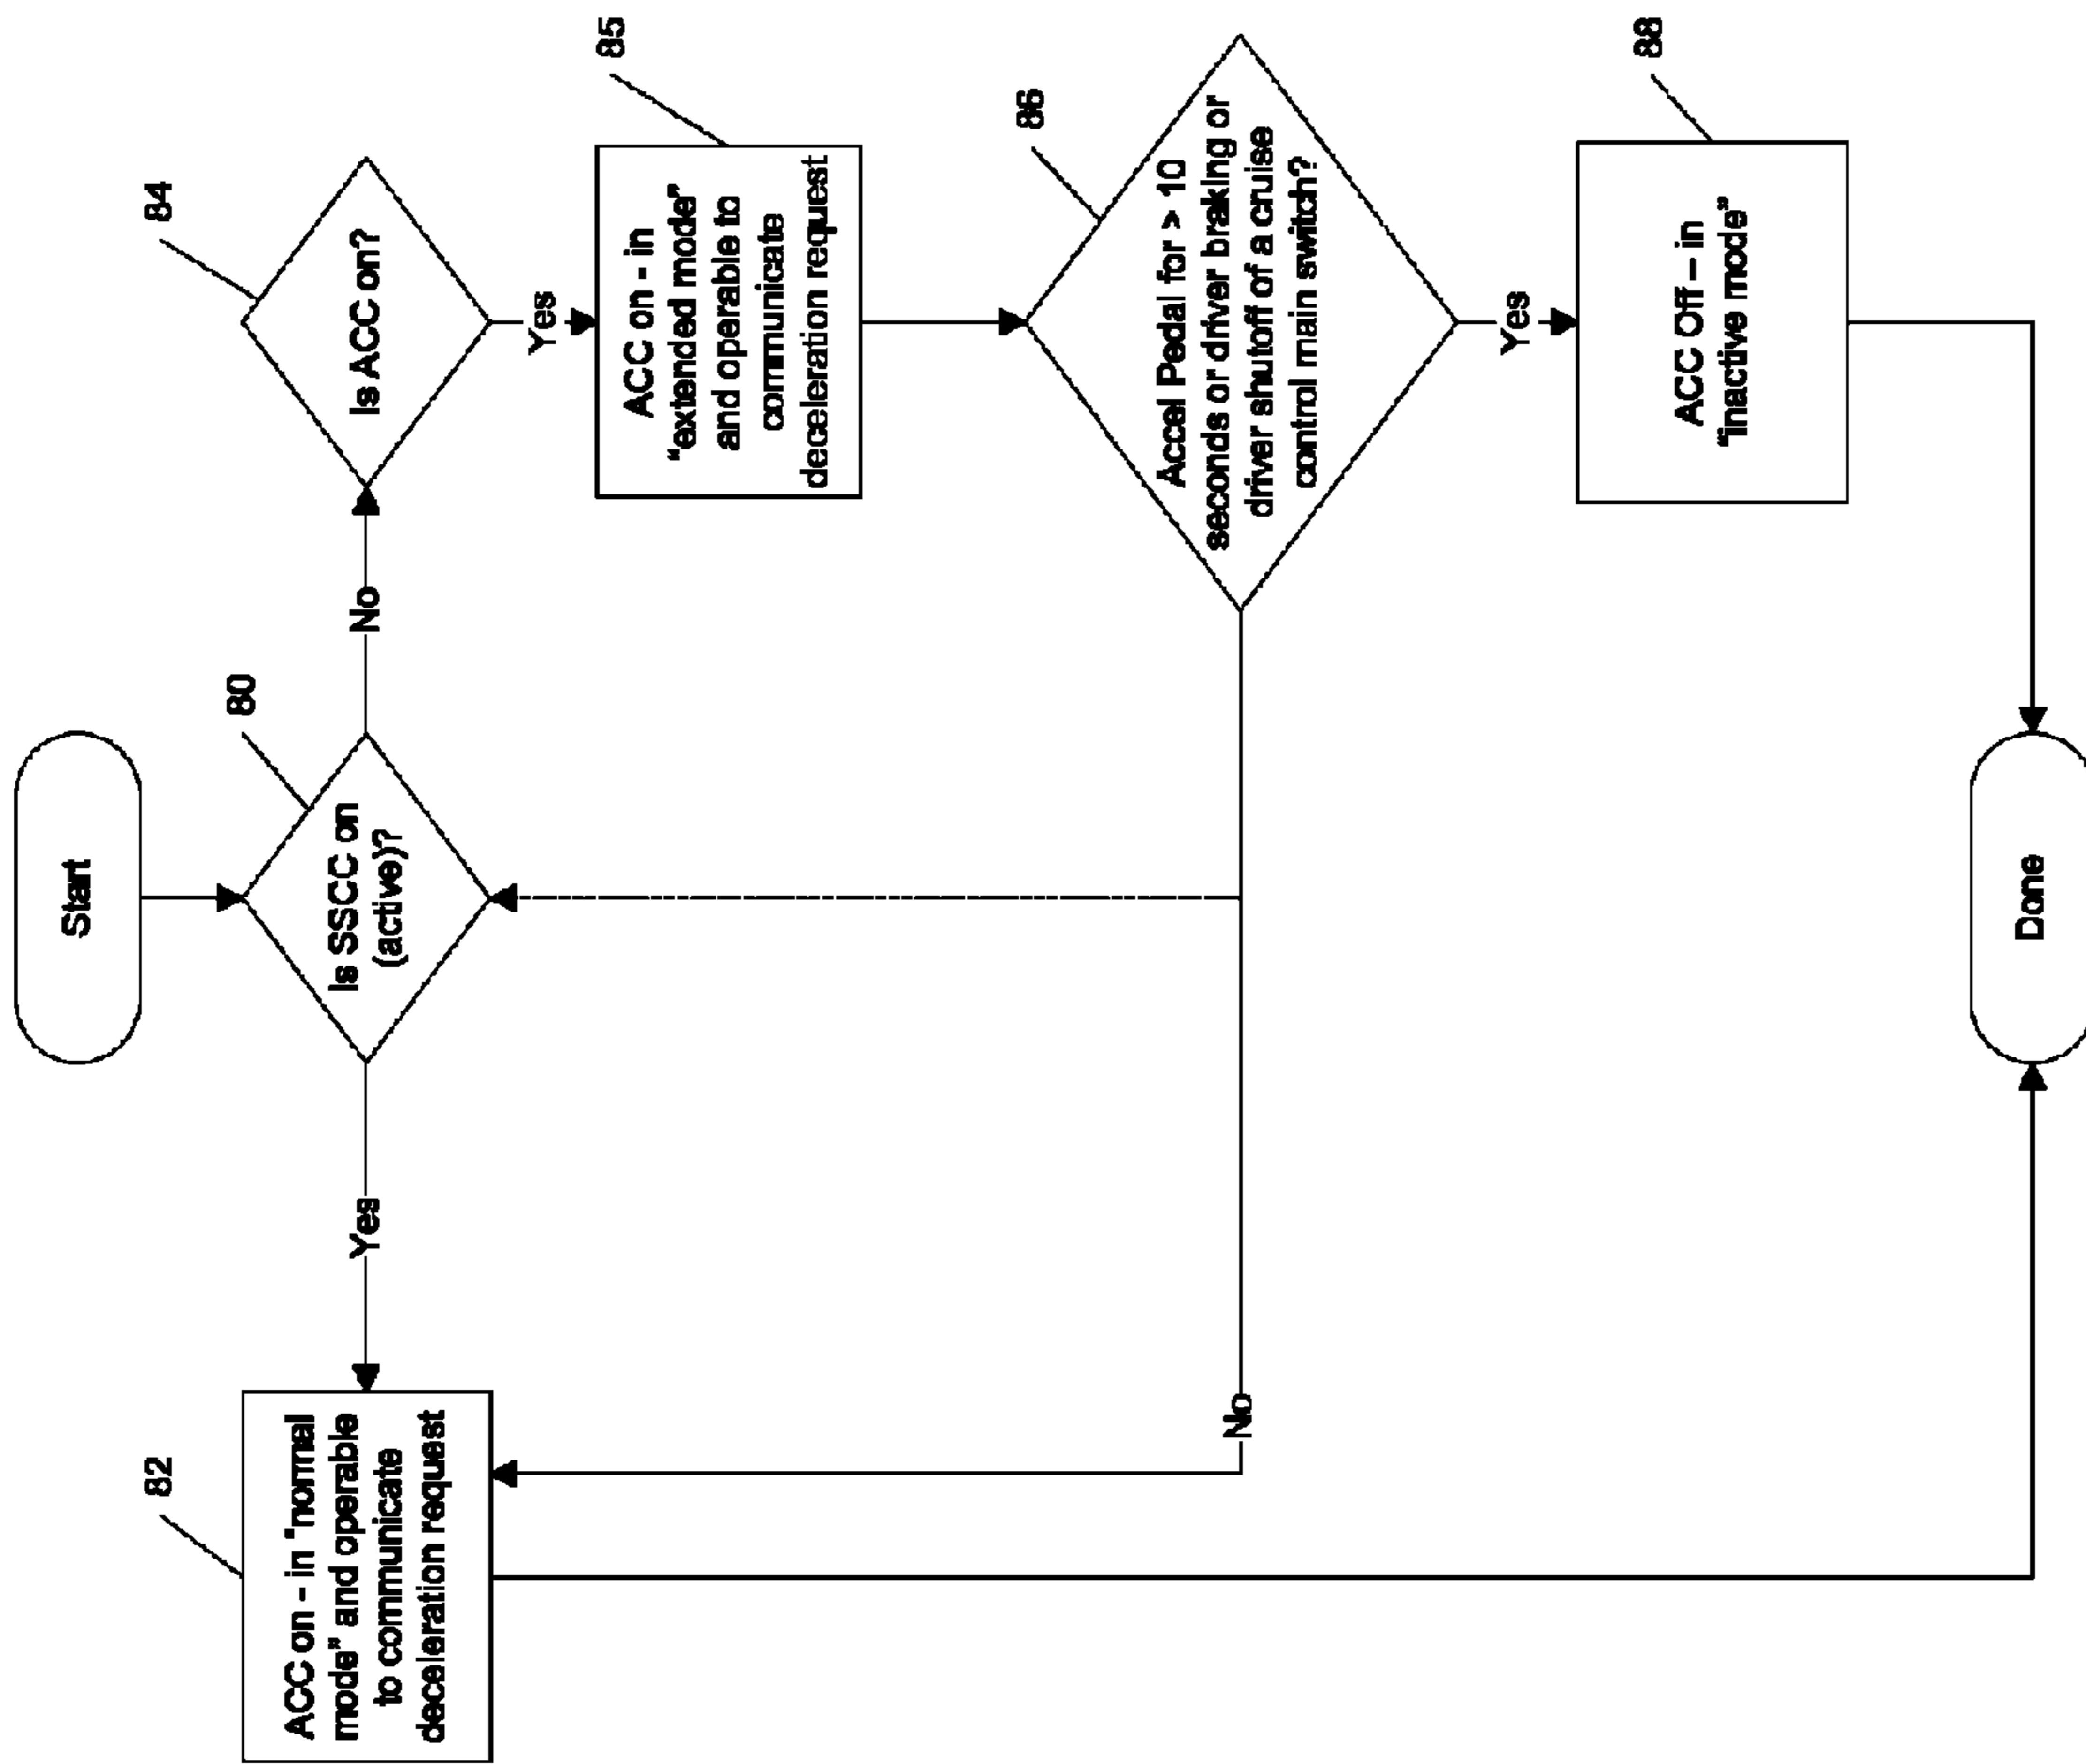 Start
80
Is SSCC on
(active)?
Yes
No
82
ACC on - in "normal
mode" and operable
to communicate
deceleration request
84
Is ACC on?
Yes
85
ACC on - in
"extended mode"
and operable to
communicate
deceleration request
86
Accel Pedal for > 10
seconds or driver braking or
driver shutoff of a cruise
control main switch?
No
Yes
88
ACC Off – in
"inactive mode"
Done